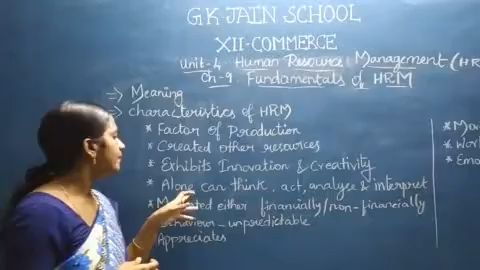 G.K JAIN SCHOOL
XII-COMMERCE
Unit-4 Human Resource Management (HR
Ch-9 Fundamentals of HRM
=> Meaning
=> Characteristics of HRM
* Factor of Production
* Created other resources
* Exhibits Innovation & Creativity
* Alone can think, act, analyse & interpret
* either financially/non-financially
Behaviour - unpredictable
Appreciates
*
* 
*